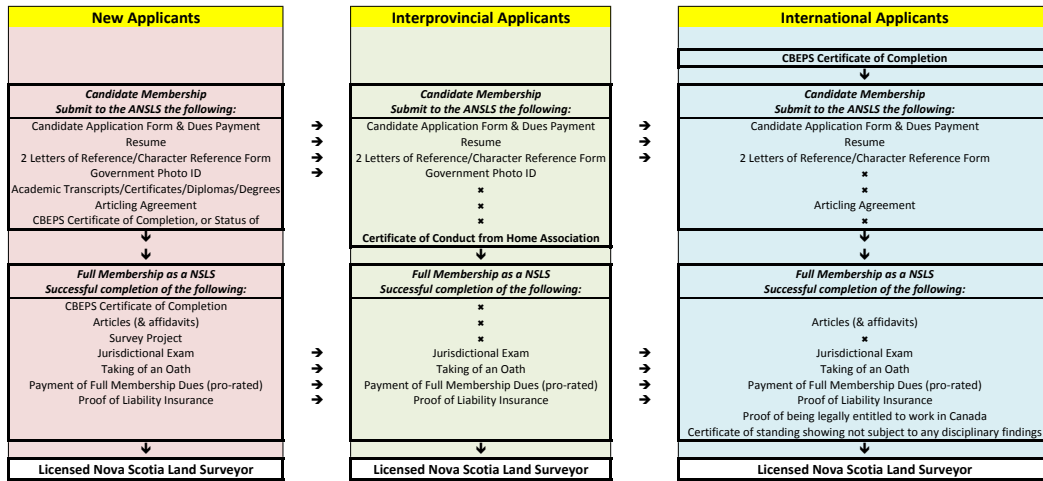 New Applicants
Candidate Membership
Submit to the ANSLS the following:
Candidate Application Form & Dues Payment
Resume
2 Letters of Reference/Character Reference Form
Government Photo ID
Academic Transcripts/Certificates/Diplomas/Degrees
Articling Agreement
CBEPS Certificate of Completion, or Status of
Full Membership as a NSLS
Successful completion of the following:
CBEPS Certificate of Completion
Articles (& affidavits)
Survey Project
Jurisdictional Exam
Taking of an Oath
Payment of Full Membership Dues (pro-rated)
Proof of Liability Insurance
Licensed Nova Scotia Land Surveyor
Interprovincial Applicants
Candidate Membership
Submit to the ANSLS the following:
Candidate Application Form & Dues Payment
Resume
2 Letters of Reference/Character Reference Form
Government Photo ID
Certificate of Conduct from Home Association
Full Membership as a NSLS
Successful completion of the following:
Jurisdictional Exam
Taking of an Oath
Payment of Full Membership Dues (pro-rated)
Proof of Liability Insurance
Licensed Nova Scotia Land Surveyor
International Applicants
CBEPS Certificate of Completion
Candidate Membership
Submit to the ANSLS the following:
Candidate Application Form & Dues Payment
Resume
2 Letters of Reference/Character Reference Form
Articling Agreement
Full Membership as a NSLS
Successful completion of the following:
Articles (& affidavits)
Jurisdictional Exam
Taking of an Oath
Payment of Full Membership Dues (pro-rated)
Proof of Liability Insurance
Proof of being legally entitled to work in Canada
Certificate of standing showing not subject to any disciplinary findings
Licensed Nova Scotia Land Surveyor